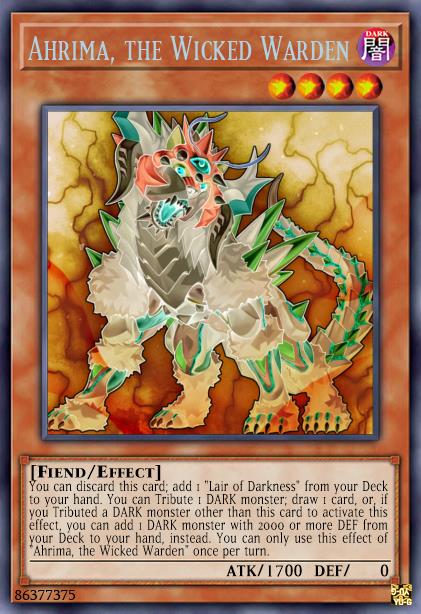 AHRIMA, THE WICKED WARDEN
DARK
闇
[FIEND/EFFECT]
You can discard this card; add 1 "Lair of Darkness" from your Deck
to your hand. You can Tribute 1 DARK monster; draw 1 card, or, if
you Tributed a DARK monster other than this card to activate this
effect, you can add 1 DARK monster with 2000 or more DEF from
your Deck to your hand, instead. You can only use this effect of
"Ahrima, the Wicked Warden" once per turn.
ATK/1700 DEF/ 0
86377375